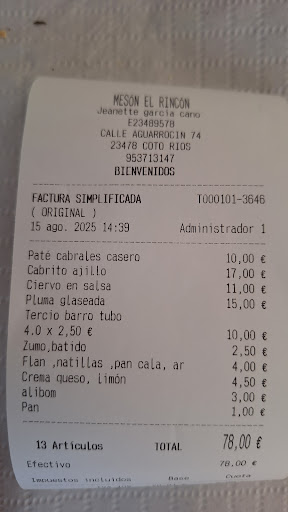 MESON EL RINCON
Jeanette garcia cano
E23489578
CALLE AGUARROCIN 74
23478 COTO RIOS
953713147
BIENVENIDOS
FACTURA SIMPLIFICADA T000101-3646
( ORIGINAL )
15 ago. 2025 14:39 Administrador 1
Paté cabrales casero 10,00 €
Cabrito ajillo 17,00 €
Ciervo en salsa 11,00 €
Pluma glaseada 15,00 €
Tercio barro tubo
4.0 x 2,50 € 10,00 €
Zumo,batido 2,50 €
Flan ,natillas ,pan cala, ar 4,00 €
Crema queso, limón 4,50 €
alibom 3,00 €
Pan 1,00 €
13 Artículos TOTAL 78,00 €
Efectivo 78,00 €
Impuestos incluidos Base Cuota